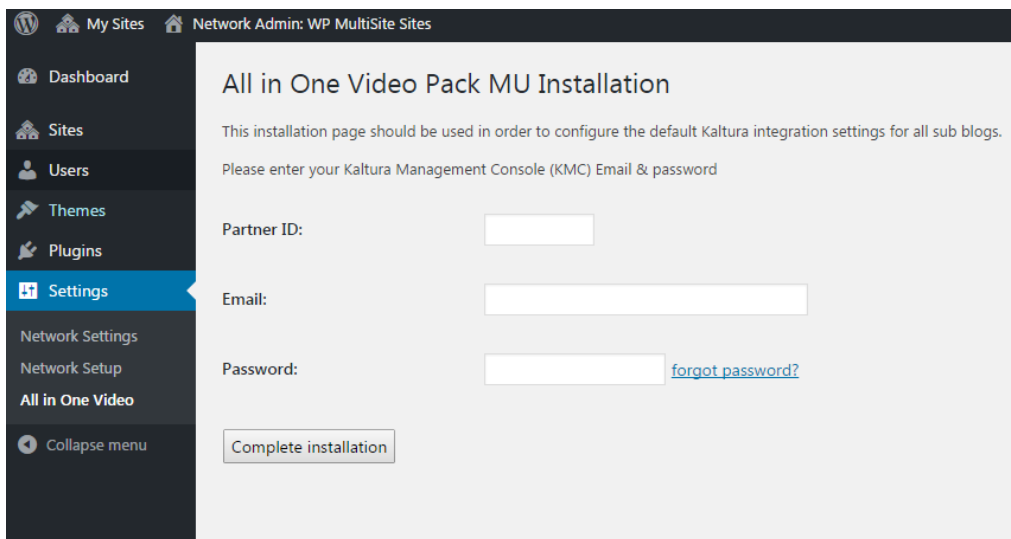 My Sites Network Admin: WP MultiSite Sites
Dashboard
Sites
Users
Themes
Plugins
Settings
Network Settings
Network Setup
All in One Video
Collapse menu
All in One Video Pack MU Installation
This installation page should be used in order to configure the default Kaltura integration settings for all sub blogs.
Please enter your Kaltura Management Console (KMC) Email & password
Partner ID:
Email:
Password: forgot password?
Complete installation